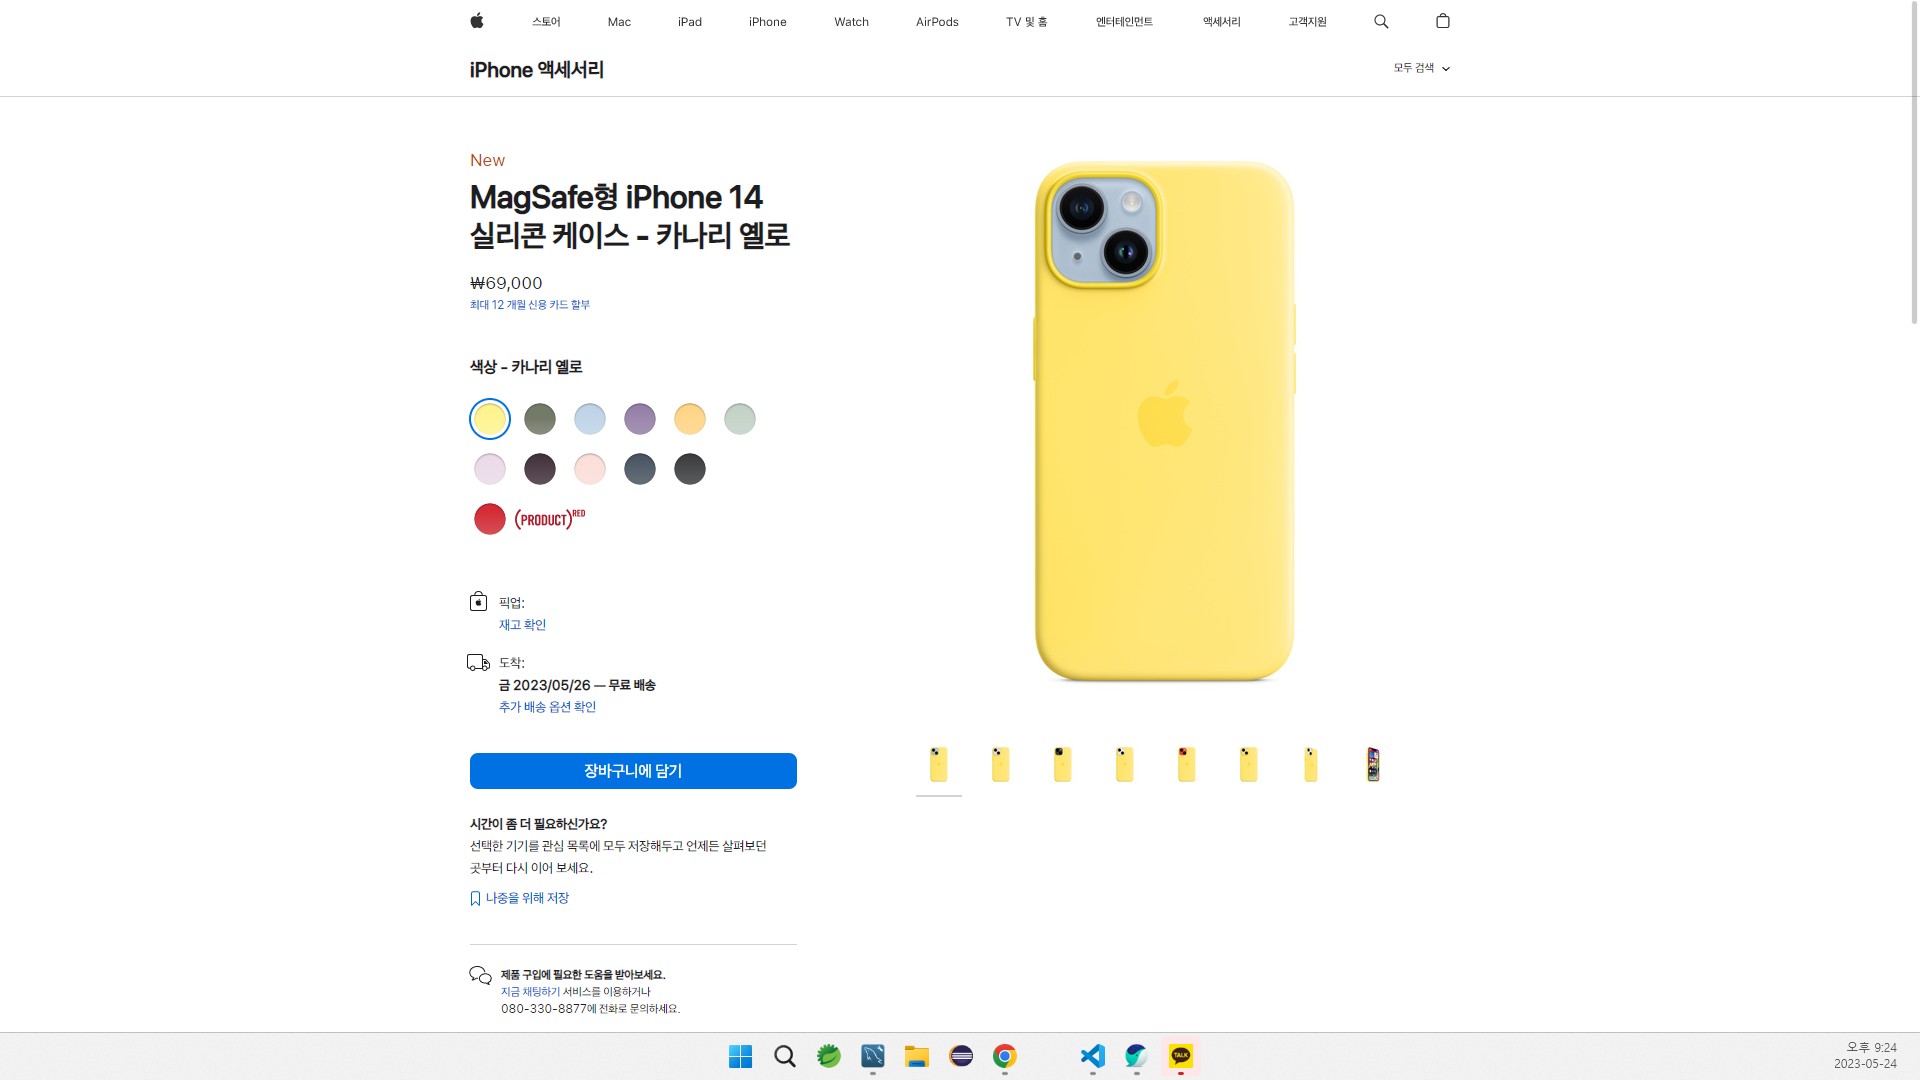 스토어 Mac iPad iPhone Watch AirPods TV 및 홈 엔터테인먼트 액세서리 고객지원
iPhone 액세서리
모두 검색
New
MagSafe형 iPhone 14
실리콘 케이스 - 카나리 옐로
₩69,000
최대 12 개월 신용 카드 할부
색상 - 카나리 옐로
(PRODUCT)RED
픽업:
재고 확인
도착:
금 2023/05/26 — 무료 배송
추가 배송 옵션 확인
장바구니에 담기
시간이 좀 더 필요하신가요?
선택한 기기를 관심 목록에 모두 저장해두고 언제든 살펴보던
곳부터 다시 이어 보세요.
나중을 위해 저장
제품 구입에 필요한 도움을 받아보세요.
지금 채팅하기 서비스를 이용하거나
080-330-8877에 전화로 문의하세요.
TALK
오후 9:24
2023-05-24